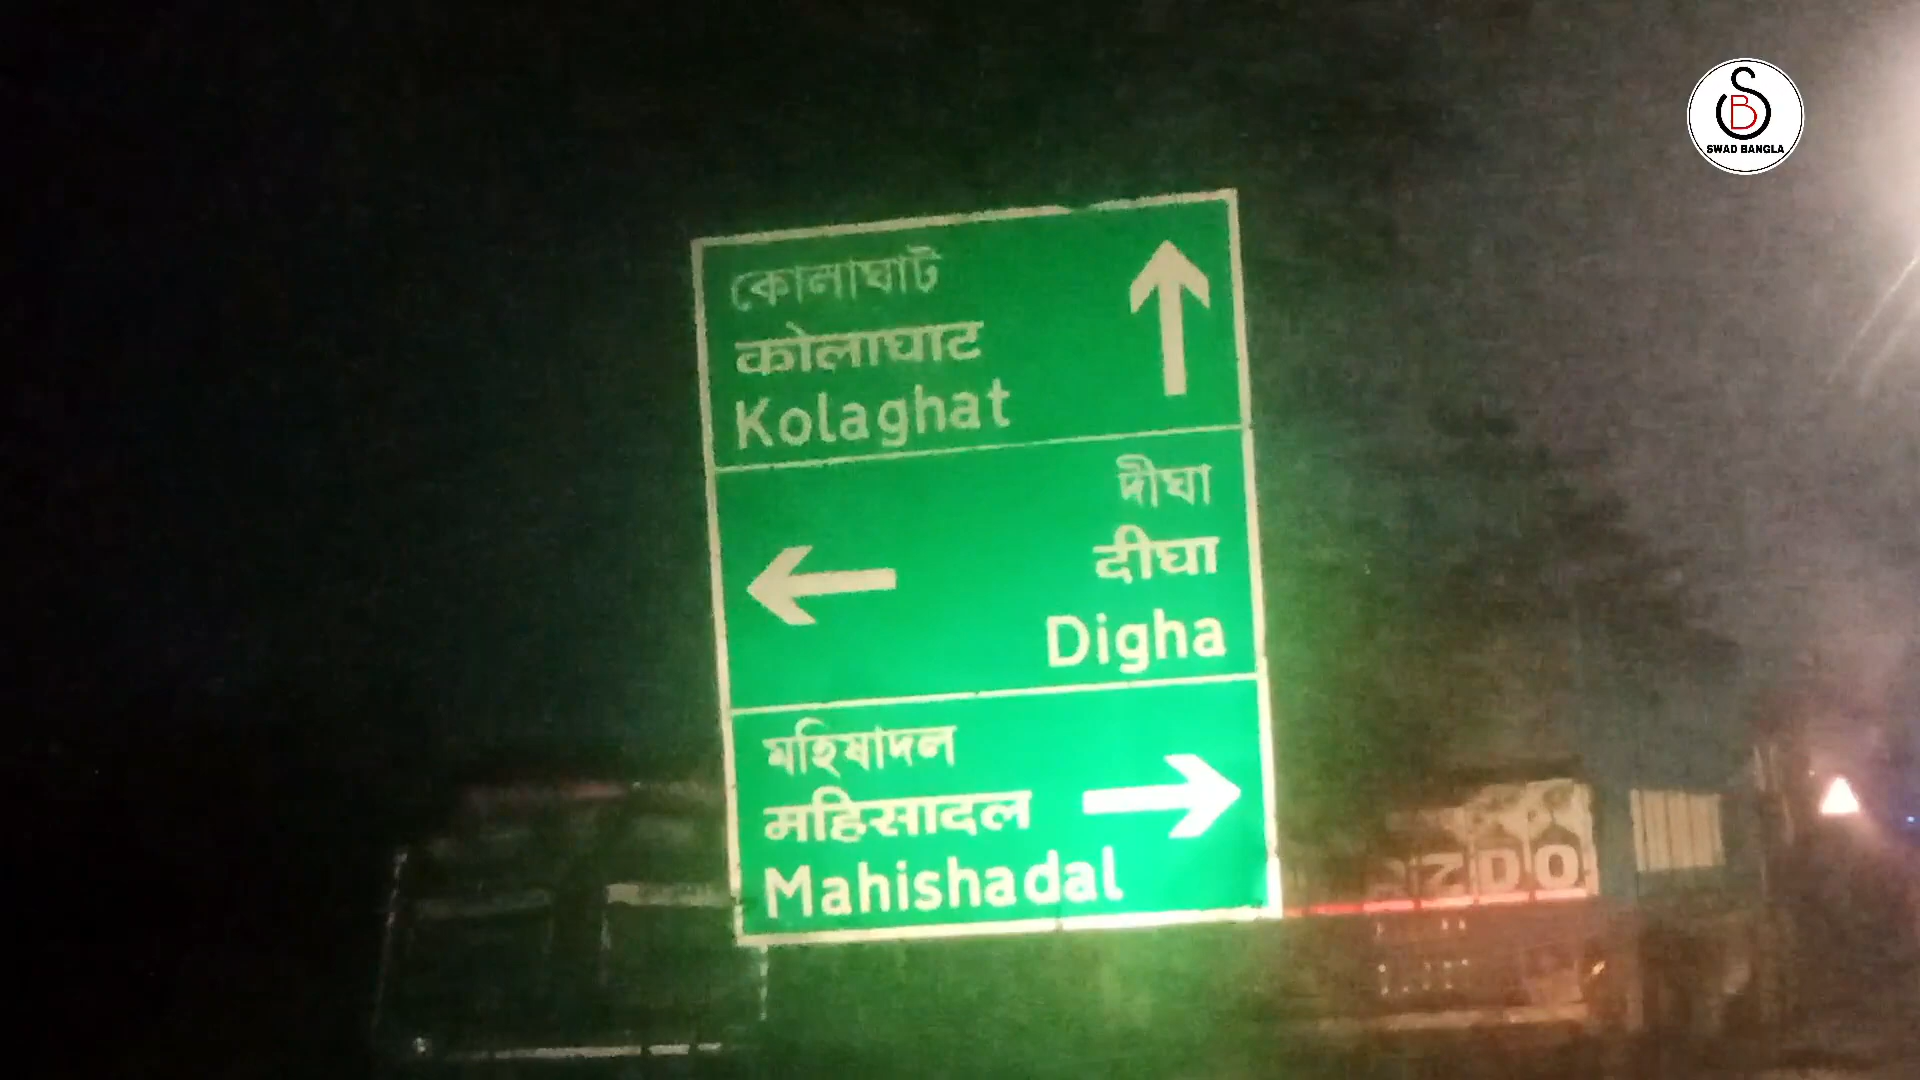 SWAD BANGLA
কোলাঘাট
कोलाघाट
Kolaghat
দীঘা
दीघा
Digha
মহিষাদল
महिसादल
Mahishadal